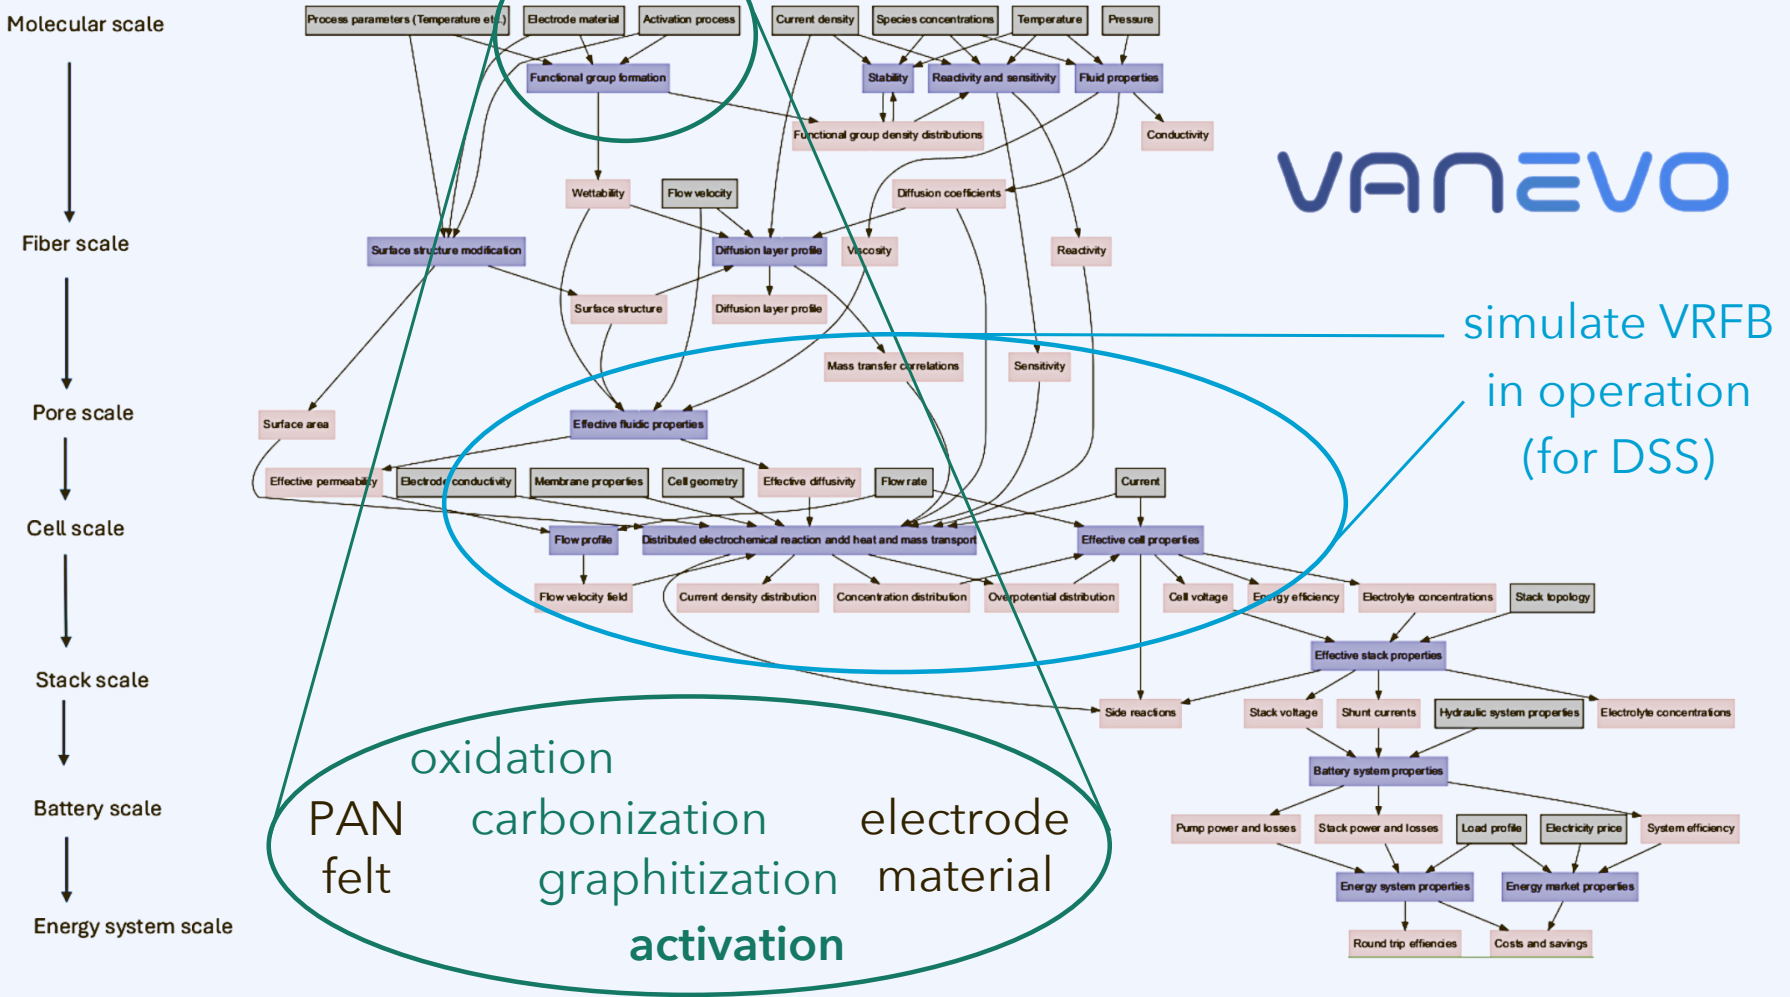 Molecular scale
Process parameters (Temperature etc.)
Electrode material
Activation process
Current density
Species concentrations
Temperature
Pressure
Functional group formation
Stability
Reactivity and sensitivity
Fluid properties
Functional group density distributions
Conductivity
VANEVO
Wettability
Flow velocity
Diffusion coefficients
Fiber scale
Surface structure modification
Diffusion layer profile
Viscosity
Reactivity
Surface structure
Diffusion layer profile
simulate VRFB
in operation
(for DSS)
Mass transfer correlations
Sensitivity
Pore scale
Surface area
Effective fluidic properties
Effective permeability
Electrode conductivity
Membrane properties
Cell geometry
Effective diffusivity
Flow rate
Current
Cell scale
Flow profile
Distributed electrochemical reaction andd heat and mass transport
Effective cell properties
Flow velocity field
Current density distribution
Concentration distribution
Overpotential distribution
Cell voltage
Energy efficiency
Electrolyte concentrations
Stack topology
Stack scale
Effective stack properties
Side reactions
Stack voltage
Shunt currents
Hydraulic system properties
Electrolyte concentrations
Battery system properties
Battery scale
Pump power and losses
Stack power and losses
Load profile
Electricity price
System efficiency
Energy system properties
Energy market properties
Energy system scale
Round trip effiencies
Costs and savings
oxidation
PAN
felt
carbonization
graphitization
activation
electrode
material